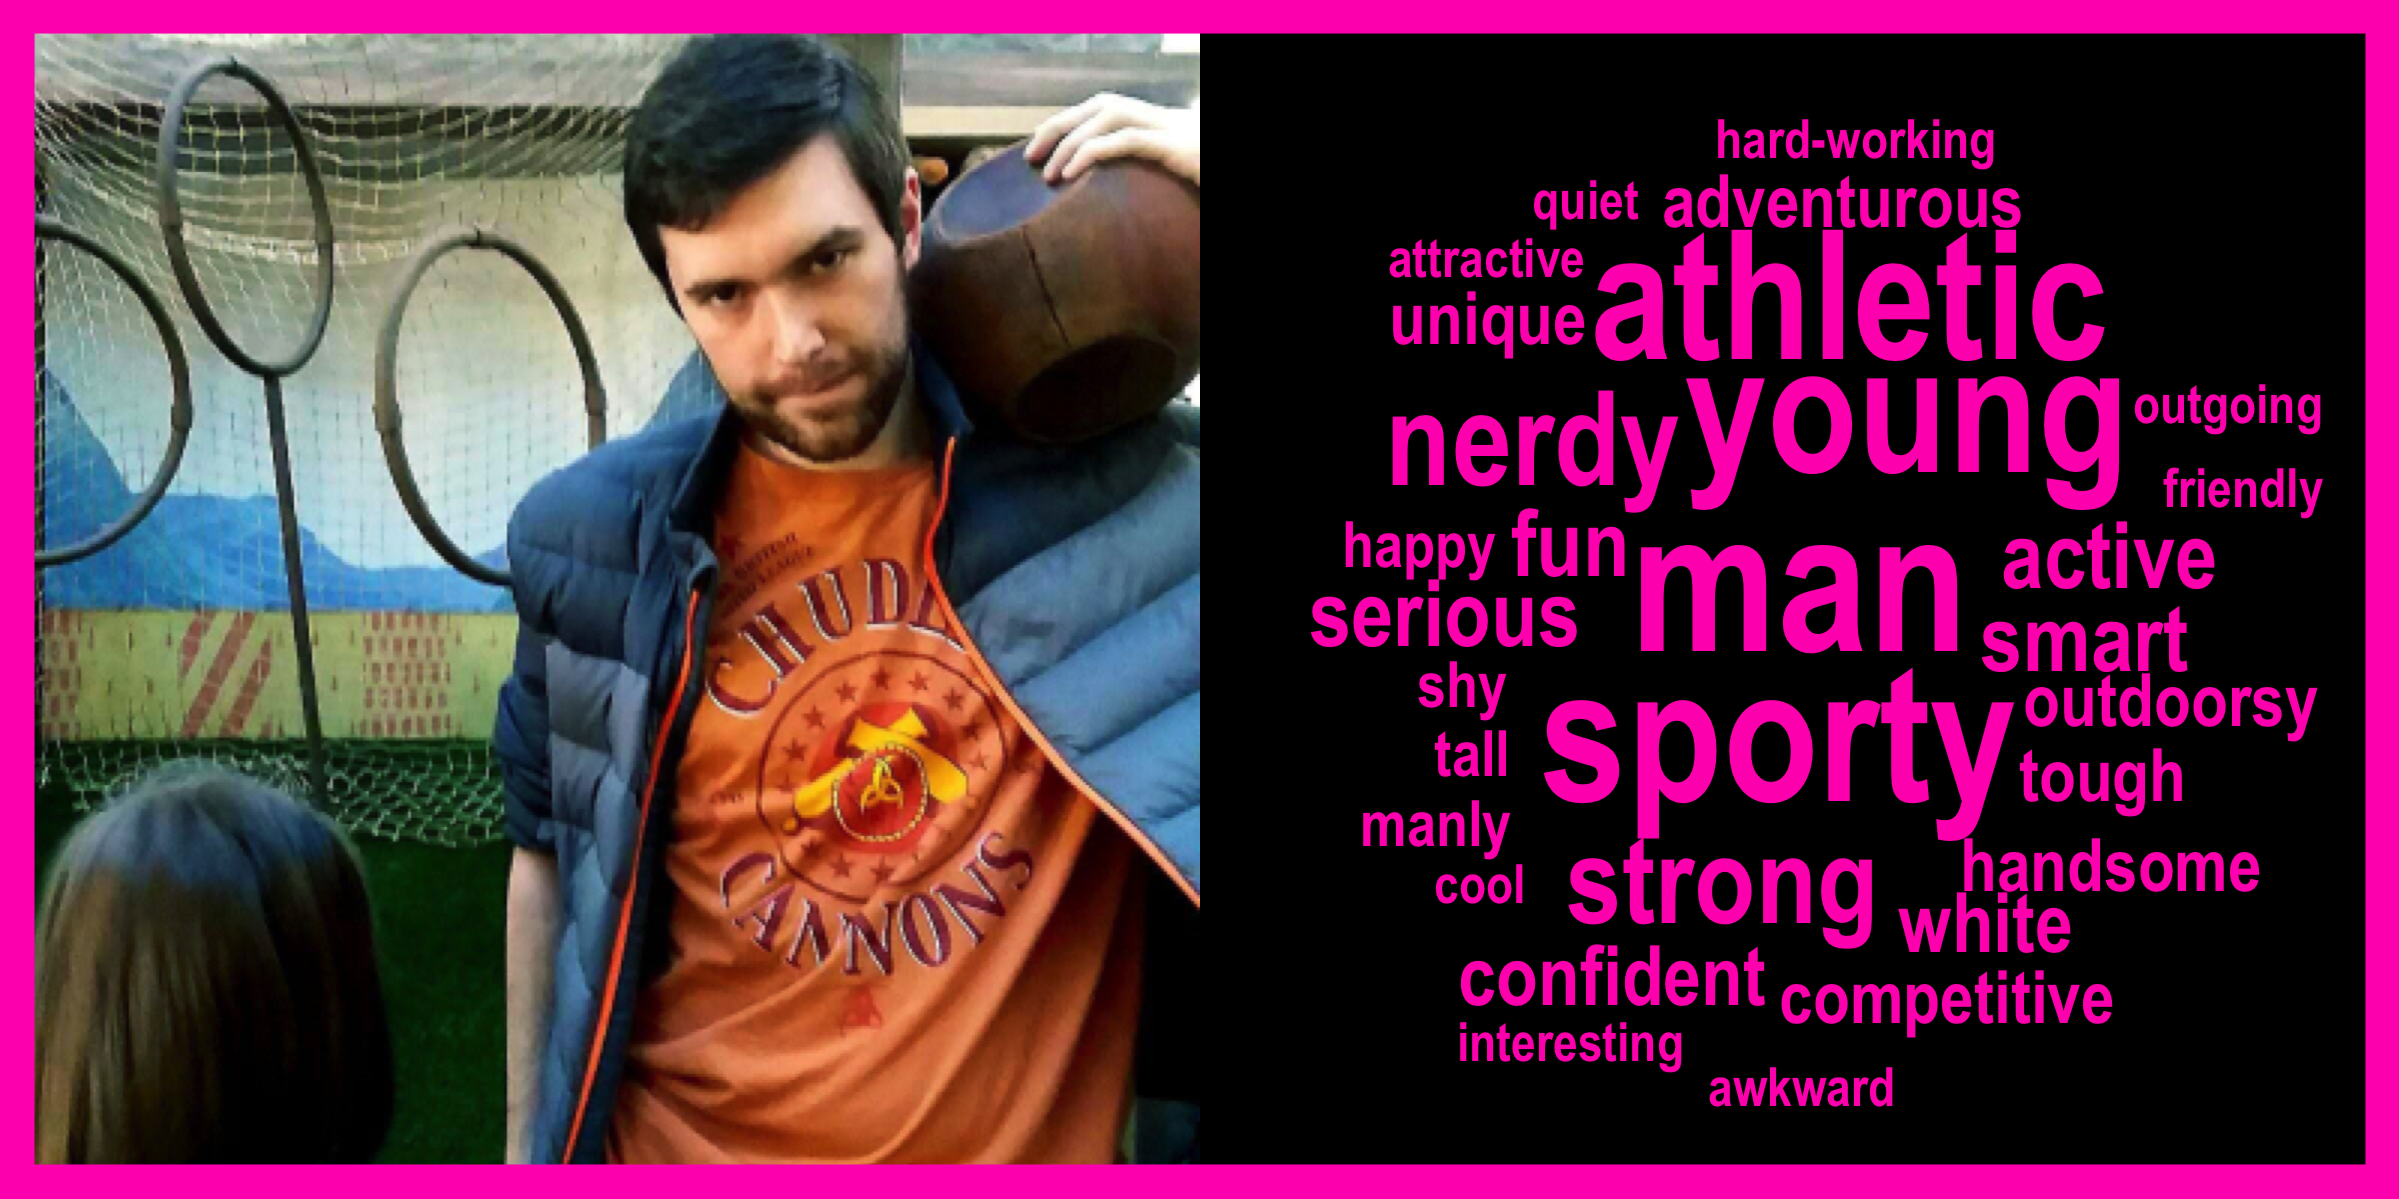 CHUDL
CANNONS
hard-working
quiet adventurous
attractive
unique athletic
nerdy young outgoing
friendly
happy fun man active
serious
smart
shy
sporty outdoorsy
tall
tough
manly
handsome
cool strong
white
confident competitive
interesting
awkward